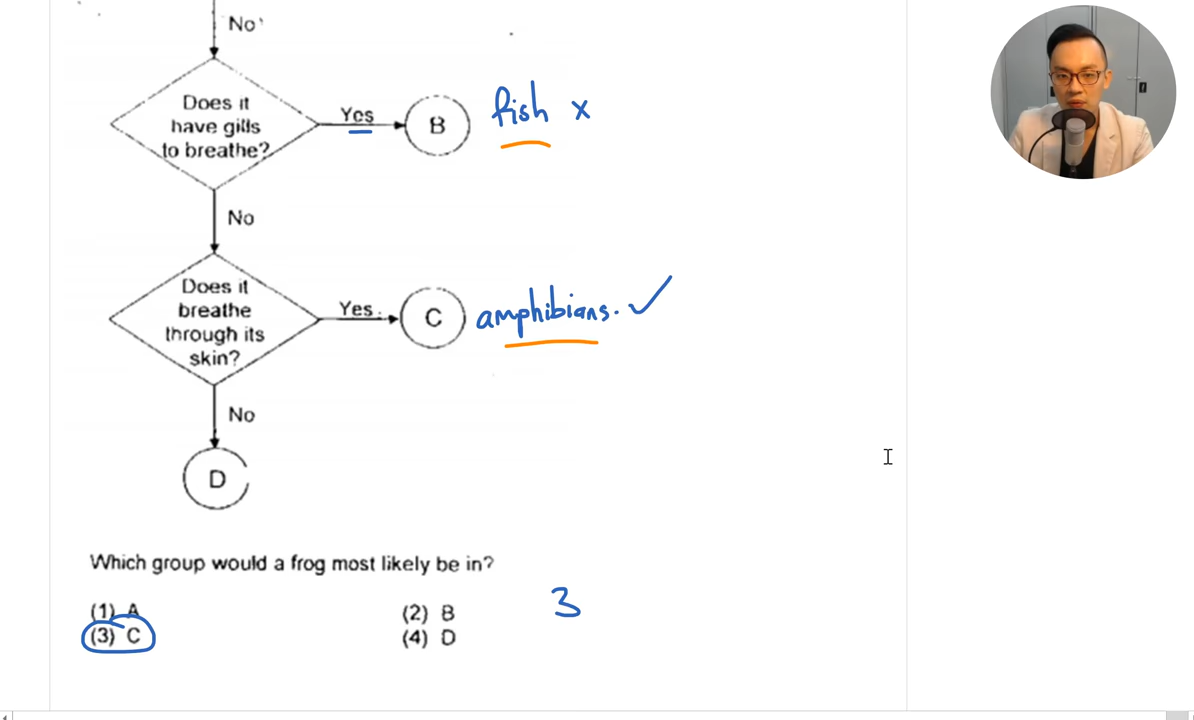 No
Does it
have gills
to breathe?
Yes
B
fish x
No
Does it
breathe
through its
skin?
Yes
C
amphibians. ✓
No
D
Which group would a frog most likely be in?
(1) A
(2) B
3
(3) C
(4) D